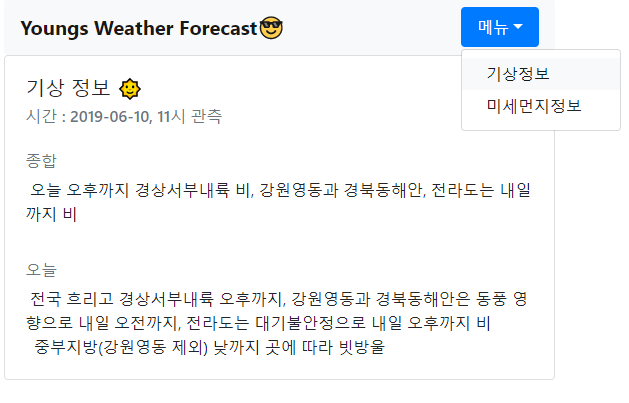 Youngs Weather Forecast😎
메뉴
기상정보
미세먼지정보
기상 정보 🌞
시간 : 2019-06-10, 11시 관측
종합
오늘 오후까지 경상서부내륙 비, 강원영동과 경북동해안, 전라도는 내일
까지 비
오늘
전국 흐리고 경상서부내륙 오후까지, 강원영동과 경북동해안은 동풍 영
향으로 내일 오전까지, 전라도는 대기불안정으로 내일 오후까지 비
중부지방(강원영동 제외) 낮까지 곳에 따라 빗방울